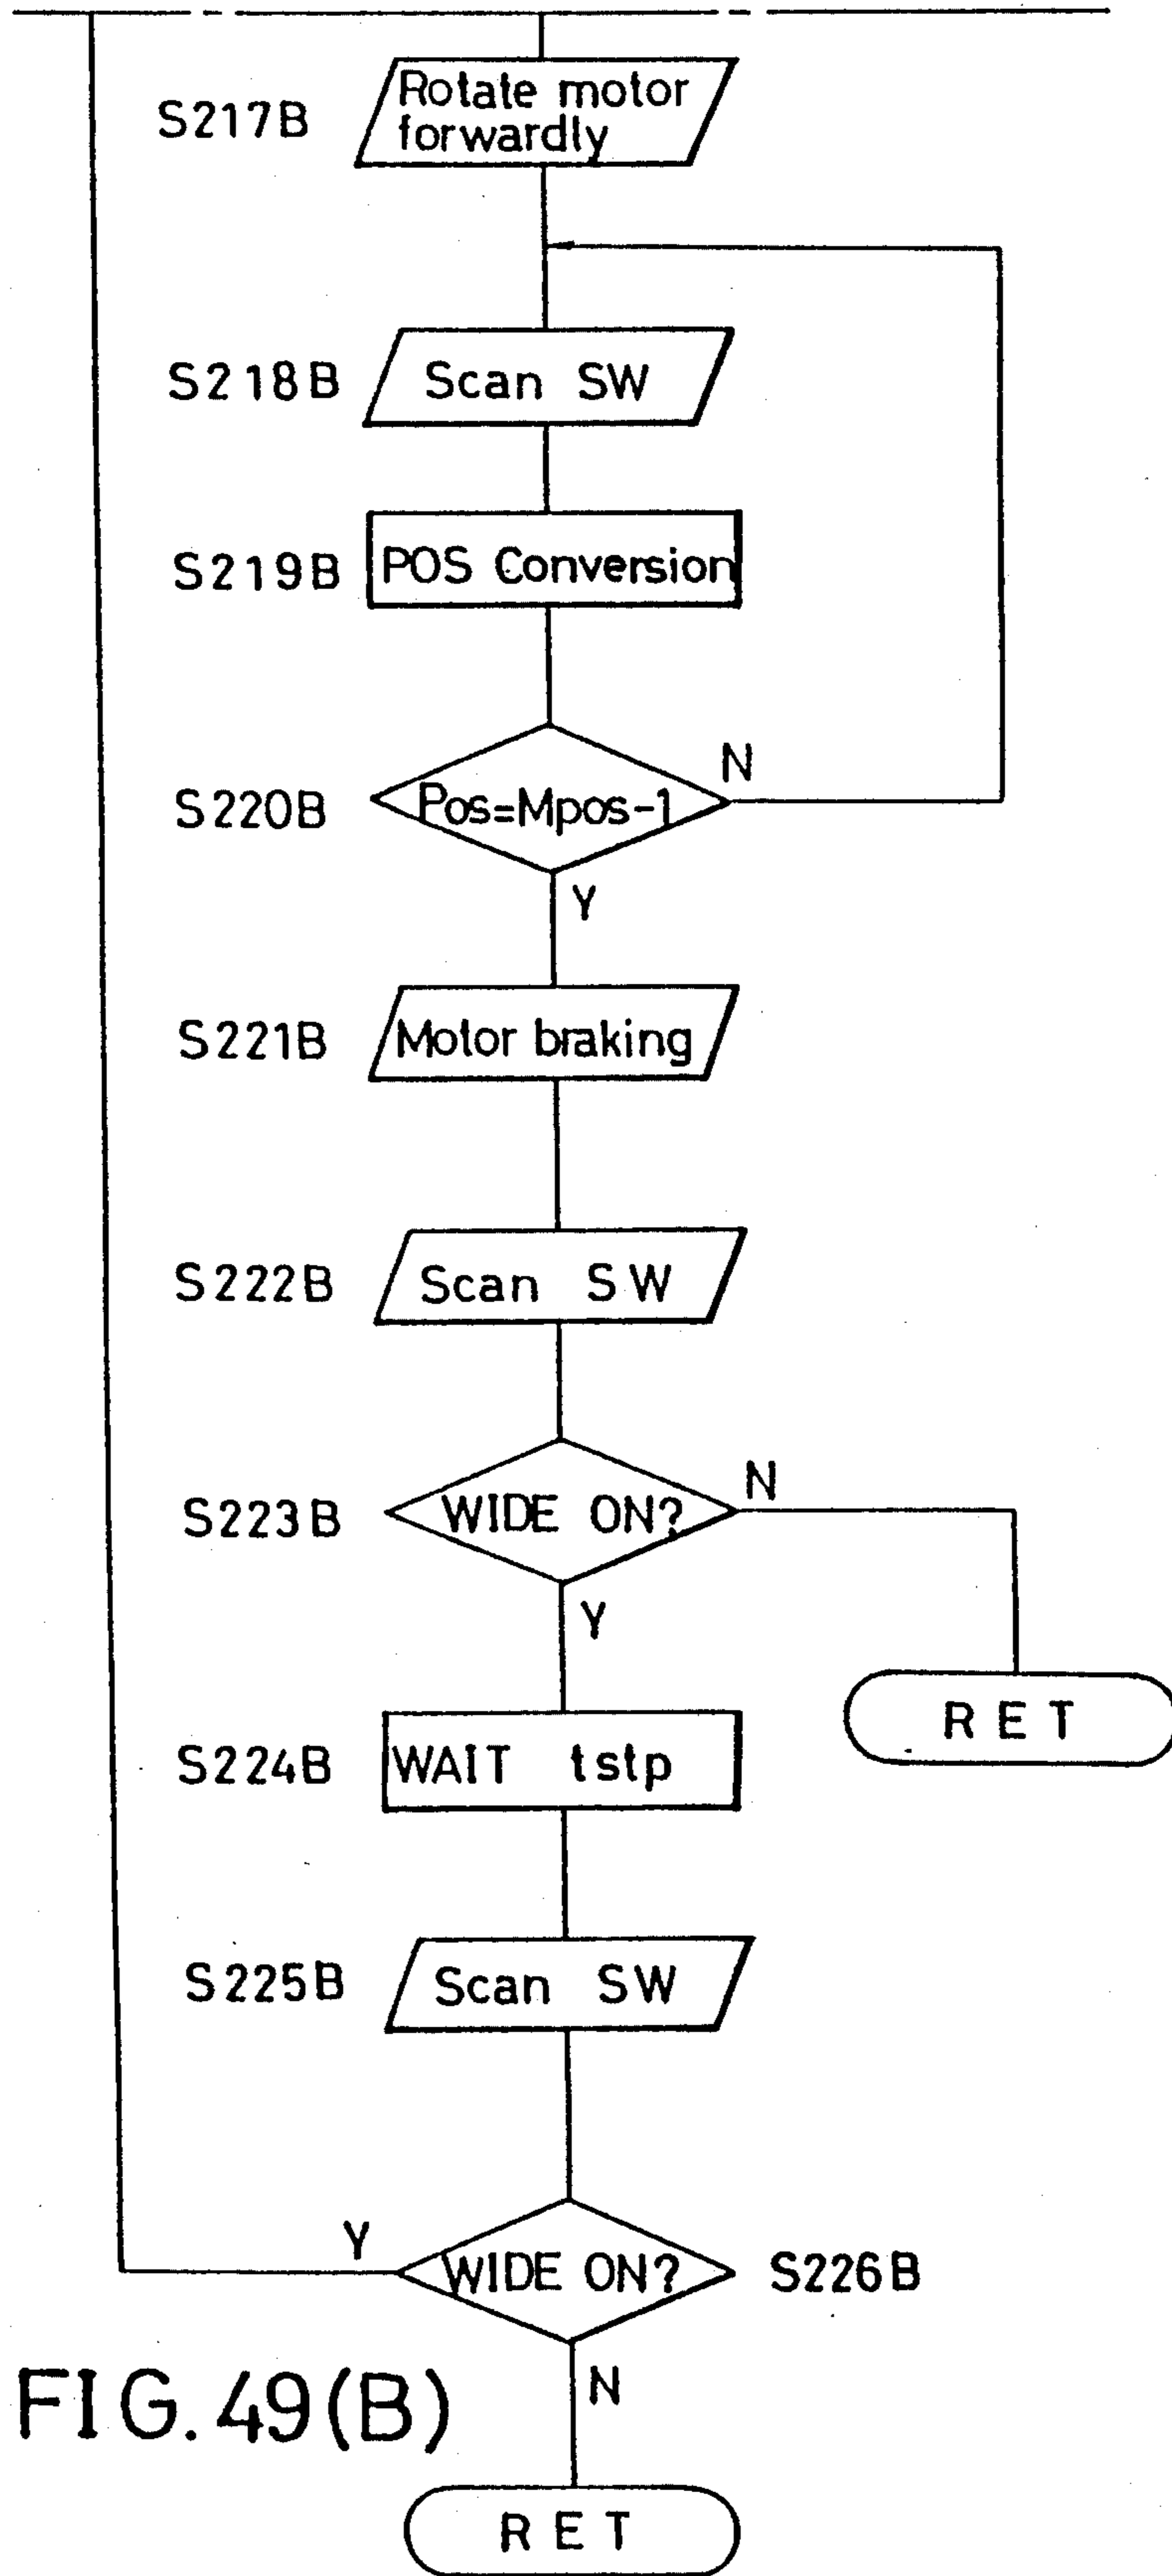 S217B
Rotate motor
forwardly
S218B
Scan SW
S219B
POS Conversion
S220B
Pos=Mpos-1
N
Y
S221B
Motor braking
S222B
Scan SW
S223B
WIDE ON?
N
Y
RET
S224B
WAIT tstp
S225B
Scan SW
Y
WIDE ON?
S226B
N
FIG. 49(B)
RET